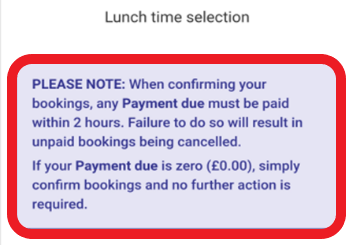 Lunch time selection
PLEASE NOTE: When confirming your
bookings, any Payment due must be paid
within 2 hours. Failure to do so will result in
unpaid bookings being cancelled.
If your Payment due is zero (£0.00), simply
confirm bookings and no further action is
required.